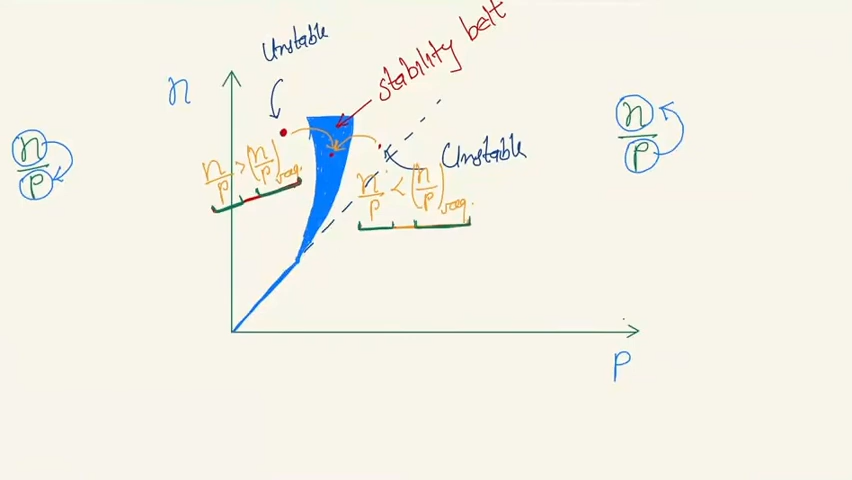 Unstable
stability belt
n
n/p
n/p
n/p > (n/p)req.
Unstable
n/p < (n/p)req.
P